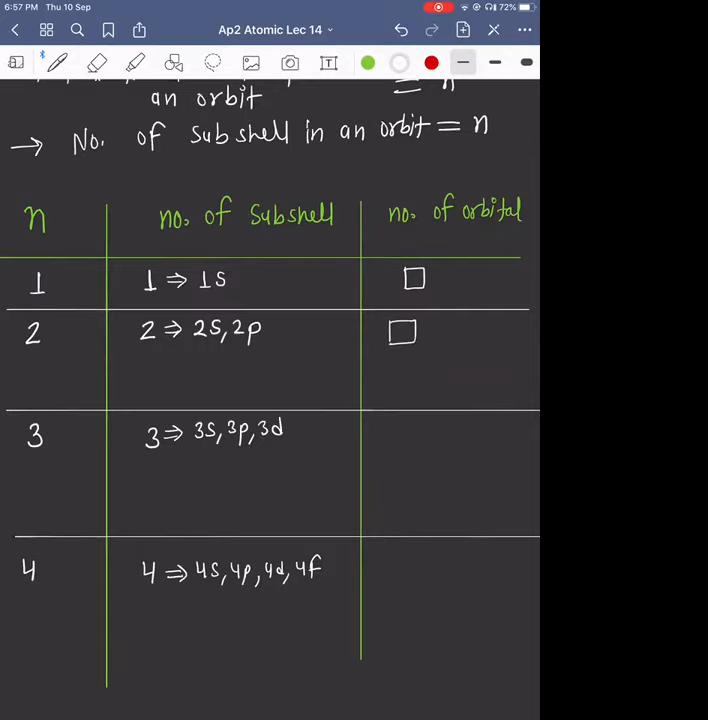 6:57 PM Thu 10 Sep 72%
Ap2 Atomic Lec 14
an orbit n
→ No. of subshell in an orbit = n
n no. of subshell no. of orbital
1 1 ⇒ 1s
2 2 ⇒ 2s, 2p
3 3 ⇒ 3s, 3p, 3d
4 4 ⇒ 4s, 4p, 4d, 4f